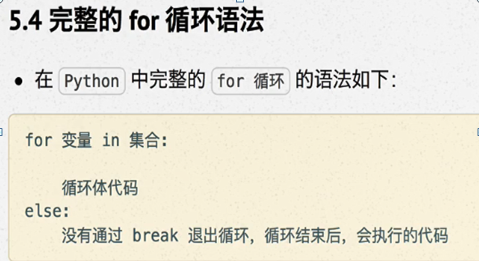 5.4 完整的 for 循环语法
• 在 Python 中完整的 for 循环 的语法如下：
for 变量 in 集合:
    循环体代码
else:
    没有通过 break 退出循环，循环结束后，会执行的代码